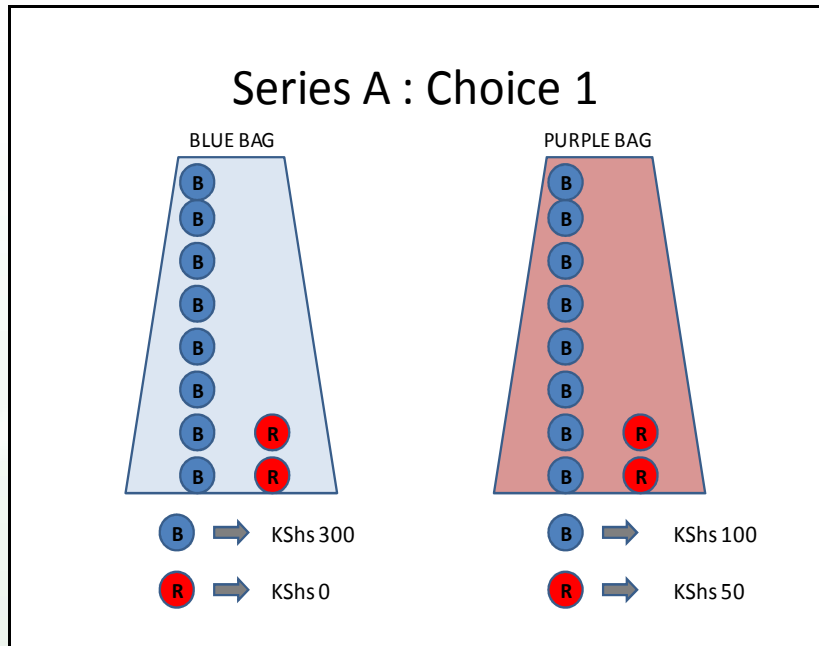 Series A : Choice 1
BLUE BAG PURPLE BAG
B B
B B
B B
B B
B B
B B
B R B R
B R B R
B KShs 300 B KShs 100
R KShs 0 R KShs 50